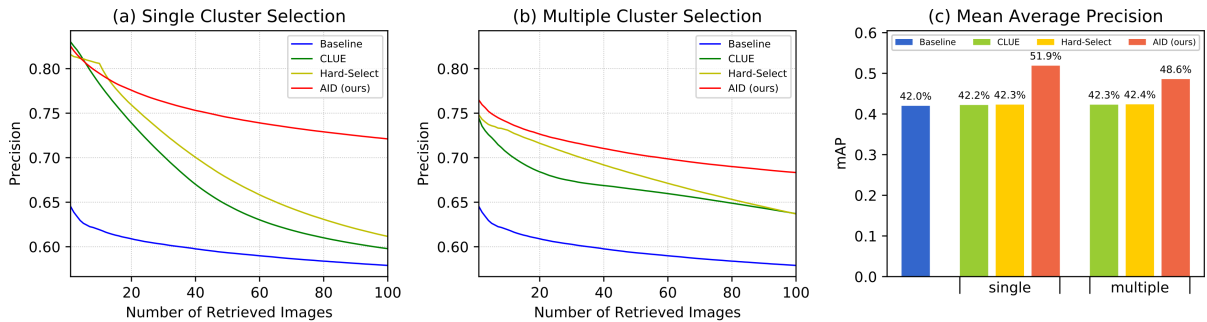 (a) Single Cluster Selection
Precision
0.80
0.75
0.70
0.65
0.60
20 40 60 80 100
Number of Retrieved Images
Baseline
CLUE
Hard-Select
AID (ours)
(b) Multiple Cluster Selection
Precision
0.80
0.75
0.70
0.65
0.60
20 40 60 80 100
Number of Retrieved Images
Baseline
CLUE
Hard-Select
AID (ours)
(c) Mean Average Precision
mAP
0.6
0.5
0.4
0.3
0.2
0.1
0.0
Baseline CLUE Hard-Select AID (ours)
42.0% 42.2% 42.3% 51.9% 42.3% 42.4% 48.6%
single multiple